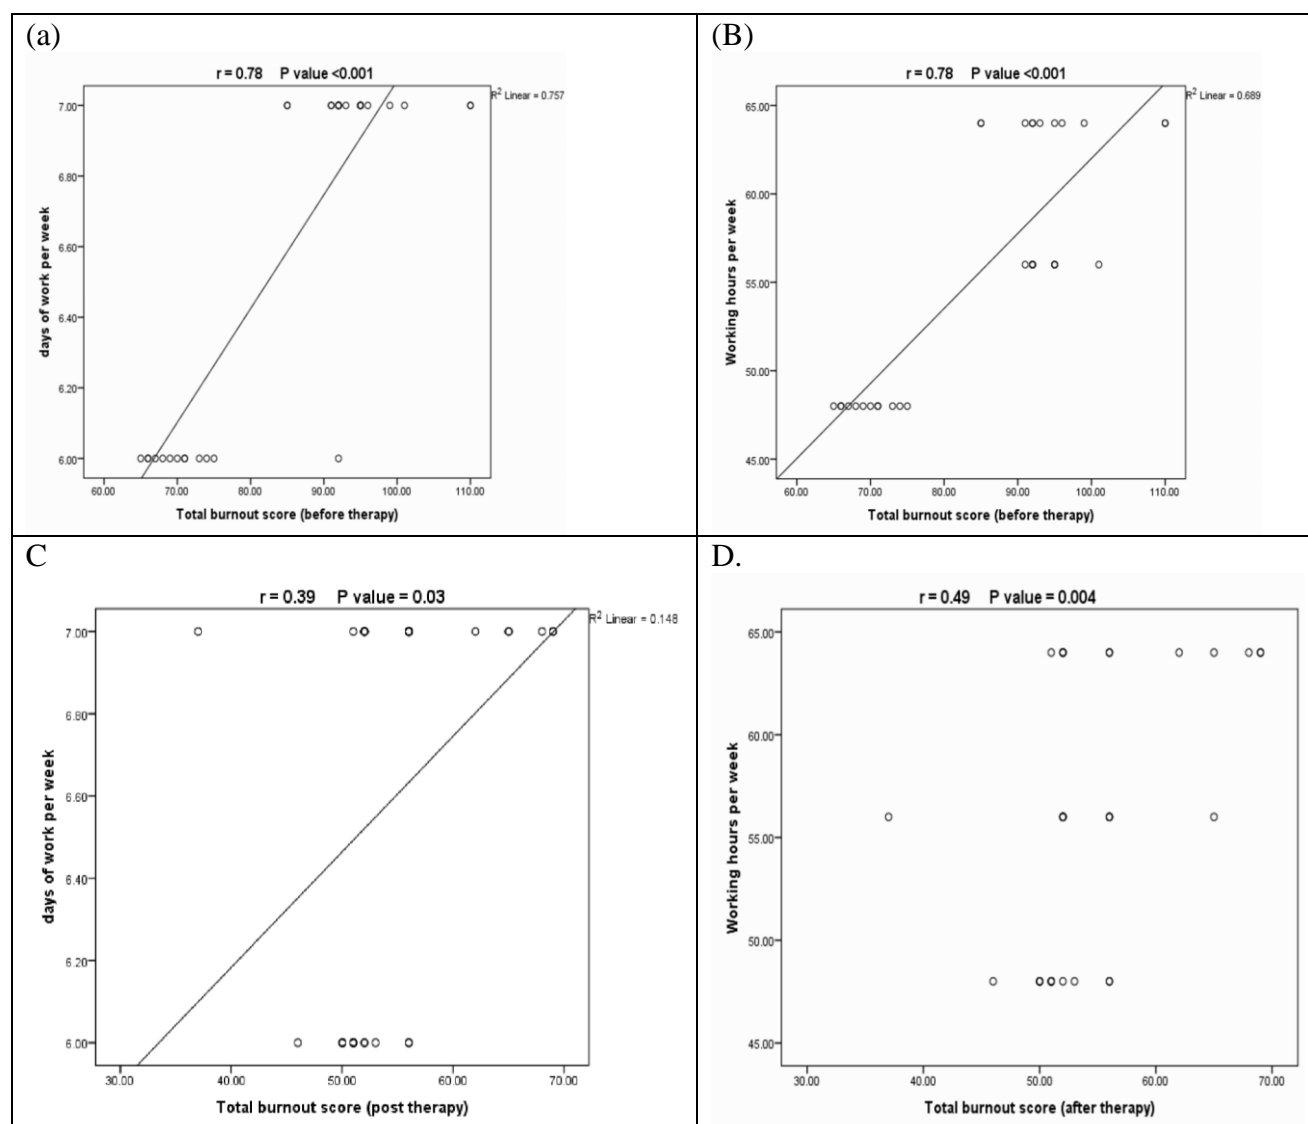 (a)
r = 0.78 P value <0.001
R² Linear = 0.757
7.00
6.80
6.60
6.40
6.20
6.00
days of work per week
60.00 70.00 80.00 90.00 100.00 110.00
Total burnout score (before therapy)
(B)
r = 0.78 P value <0.001
R² Linear = 0.689
65.00
60.00
55.00
50.00
45.00
Working hours per week
60.00 70.00 80.00 90.00 100.00 110.00
Total burnout score (before therapy)
C
r = 0.39 P value = 0.03
R² Linear = 0.148
7.00
6.80
6.60
6.40
6.20
6.00
days of work per week
30.00 40.00 50.00 60.00 70.00
Total burnout score (post therapy)
D.
r = 0.49 P value = 0.004
65.00
60.00
55.00
50.00
45.00
Working hours per week
30.00 40.00 50.00 60.00 70.00
Total burnout score (after therapy)